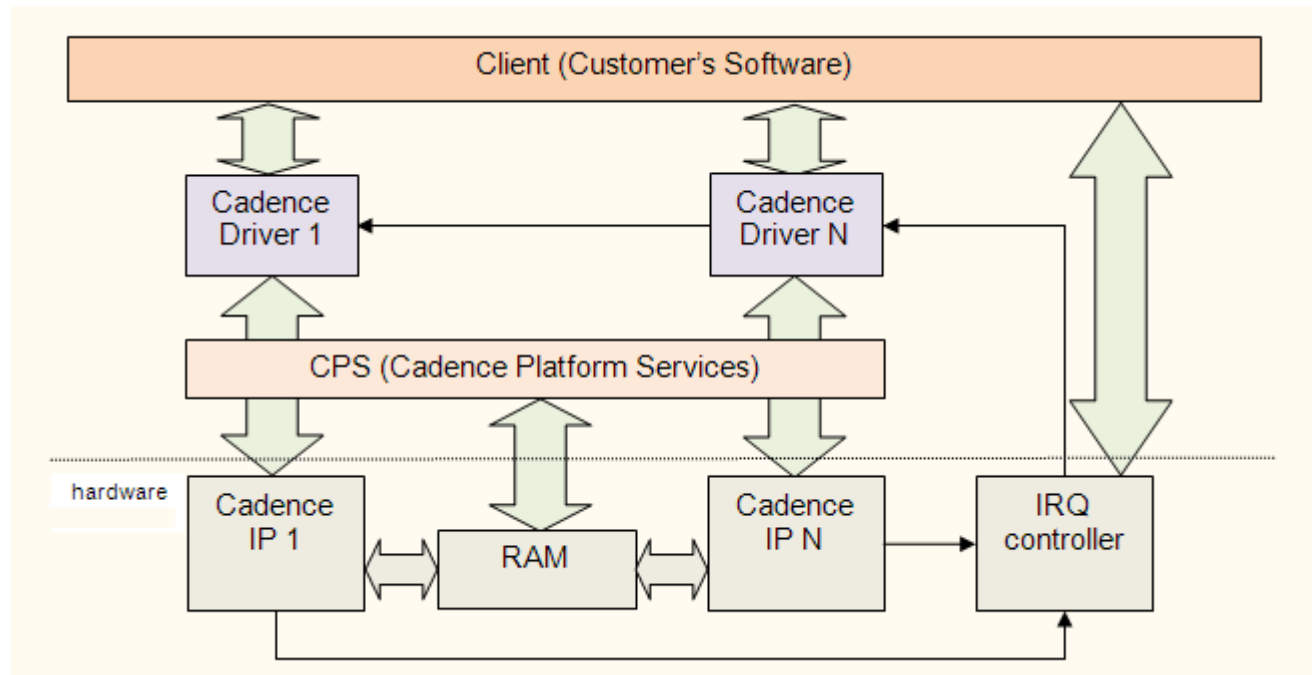 Client (Customer's Software)
Cadence
Driver 1
Cadence
Driver N
CPS (Cadence Platform Services)
hardware
Cadence
IP 1
RAM
Cadence
IP N
IRQ
controller